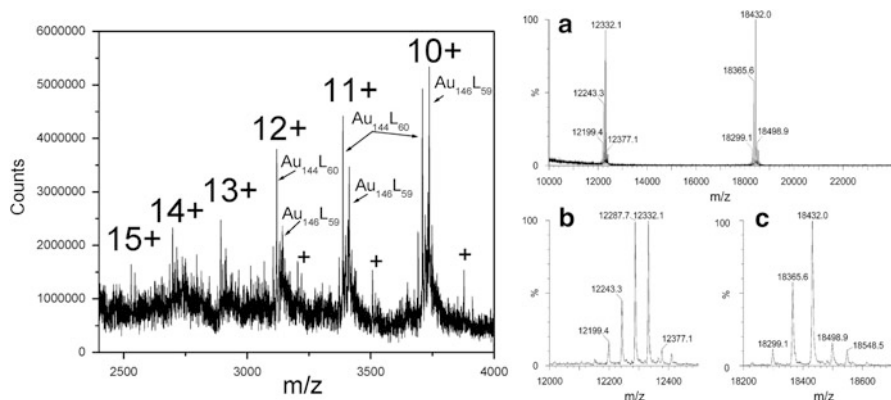 6000000
5000000
4000000
3000000
2000000
1000000
0
Counts
2500
3000
3500
4000
m/z
15+
14+
13+
12+
11+
10+
Au144L60
Au146L59
Au144L60
Au146L59
Au146L59
+
+
+
a
100
%
0
12332.1
12243.3
12199.4
12377.1
18432.0
18365.6
18299.1
18498.9
10000 12000 14000 16000 18000 20000 22000
m/z
b
100
%
0
12287.7
12332.1
12243.3
12199.4
12377.1
12000 12200 12400
m/z
c
100
%
0
18432.0
18365.6
18299.1
18498.9
18548.5
18200 18400 18600
m/z